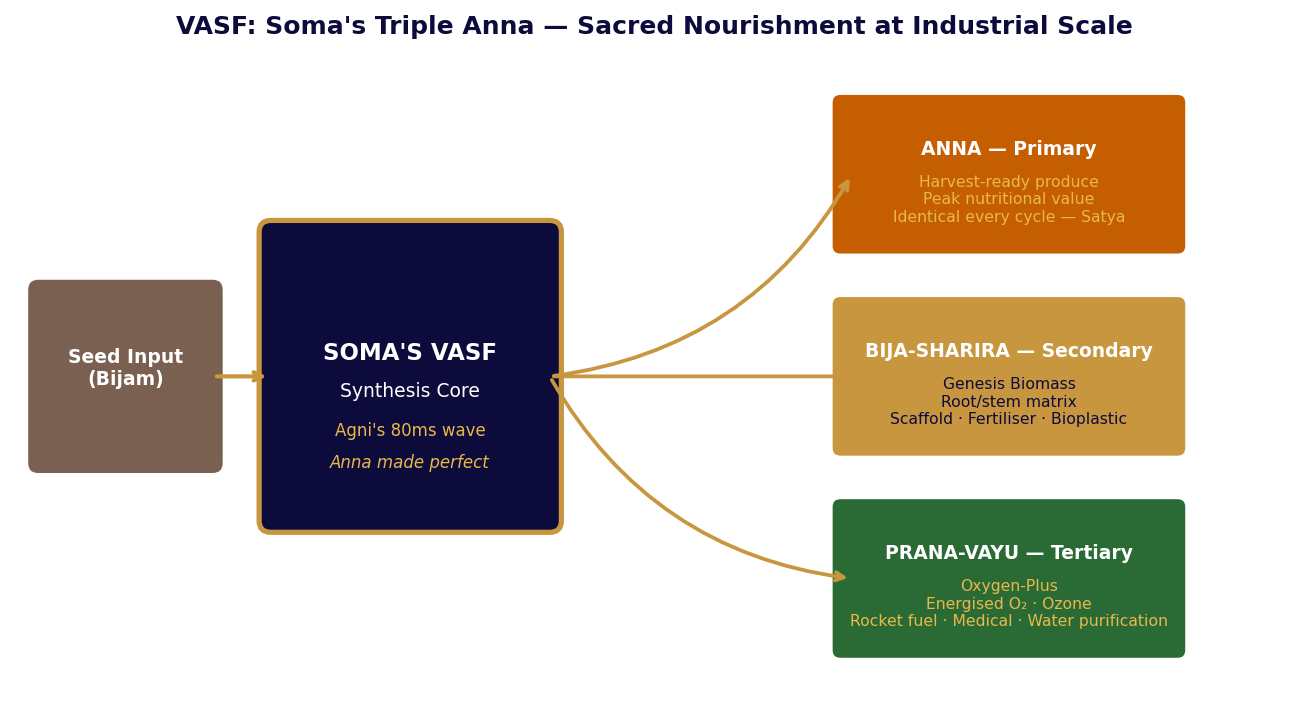 VASF: Soma's Triple Anna — Sacred Nourishment at Industrial Scale
Seed Input
(Bijam)
SOMA'S VASF
Synthesis Core
Agni's 80ms wave
Anna made perfect
ANNA — Primary
Harvest-ready produce
Peak nutritional value
Identical every cycle — Satya
BIJA-SHARIRA — Secondary
Genesis Biomass
Root/stem matrix
Scaffold · Fertiliser · Bioplastic
PRANA-VAYU — Tertiary
Oxygen-Plus
Energised O₂ · Ozone
Rocket fuel · Medical · Water purification